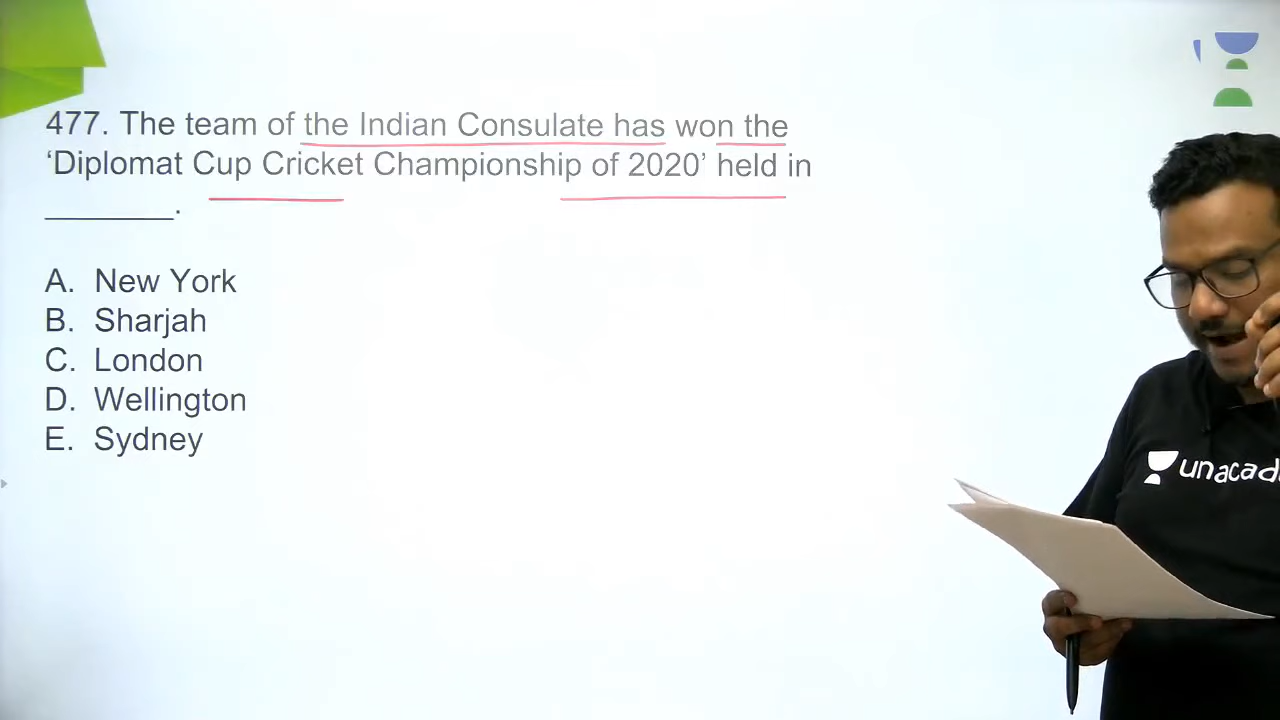 477. The team of the Indian Consulate has won the
‘Diplomat Cup Cricket Championship of 2020’ held in
_______.
A. New York
B. Sharjah
C. London
D. Wellington
E. Sydney
unacad